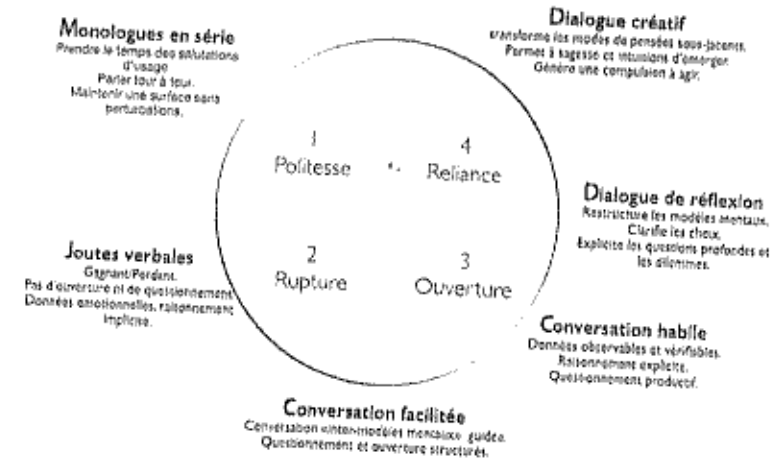 Monologues en série
Prendre le temps des salutations
d'usage
Parler tour à tour.
Maintenir une surface sans
perturbations.
Dialogue créatif
transforme les modes de pensées sous-jacents.
Permet à sagesse et intuitions d'émerger.
Génère une compulsion à agir.
1
Politesse
4
Reliance
Dialogue de réflexion
Restructure les modèles mentaux.
Clarifie les choix.
Explicite les questions profondes et
les dilemmes.
Joutes verbales
Gagnant/Perdant.
Pas d'ouverture ni de questionnement
Données émotionnelles, raisonnement
implicite.
2
Rupture
3
Ouverture
Conversation habile
Données observables et vérifiables.
Raisonnement explicite.
Questionnement productif.
Conversation facilitée
Conversation «inter-modèles mentaux» guidée.
Questionnement et ouverture structurés.